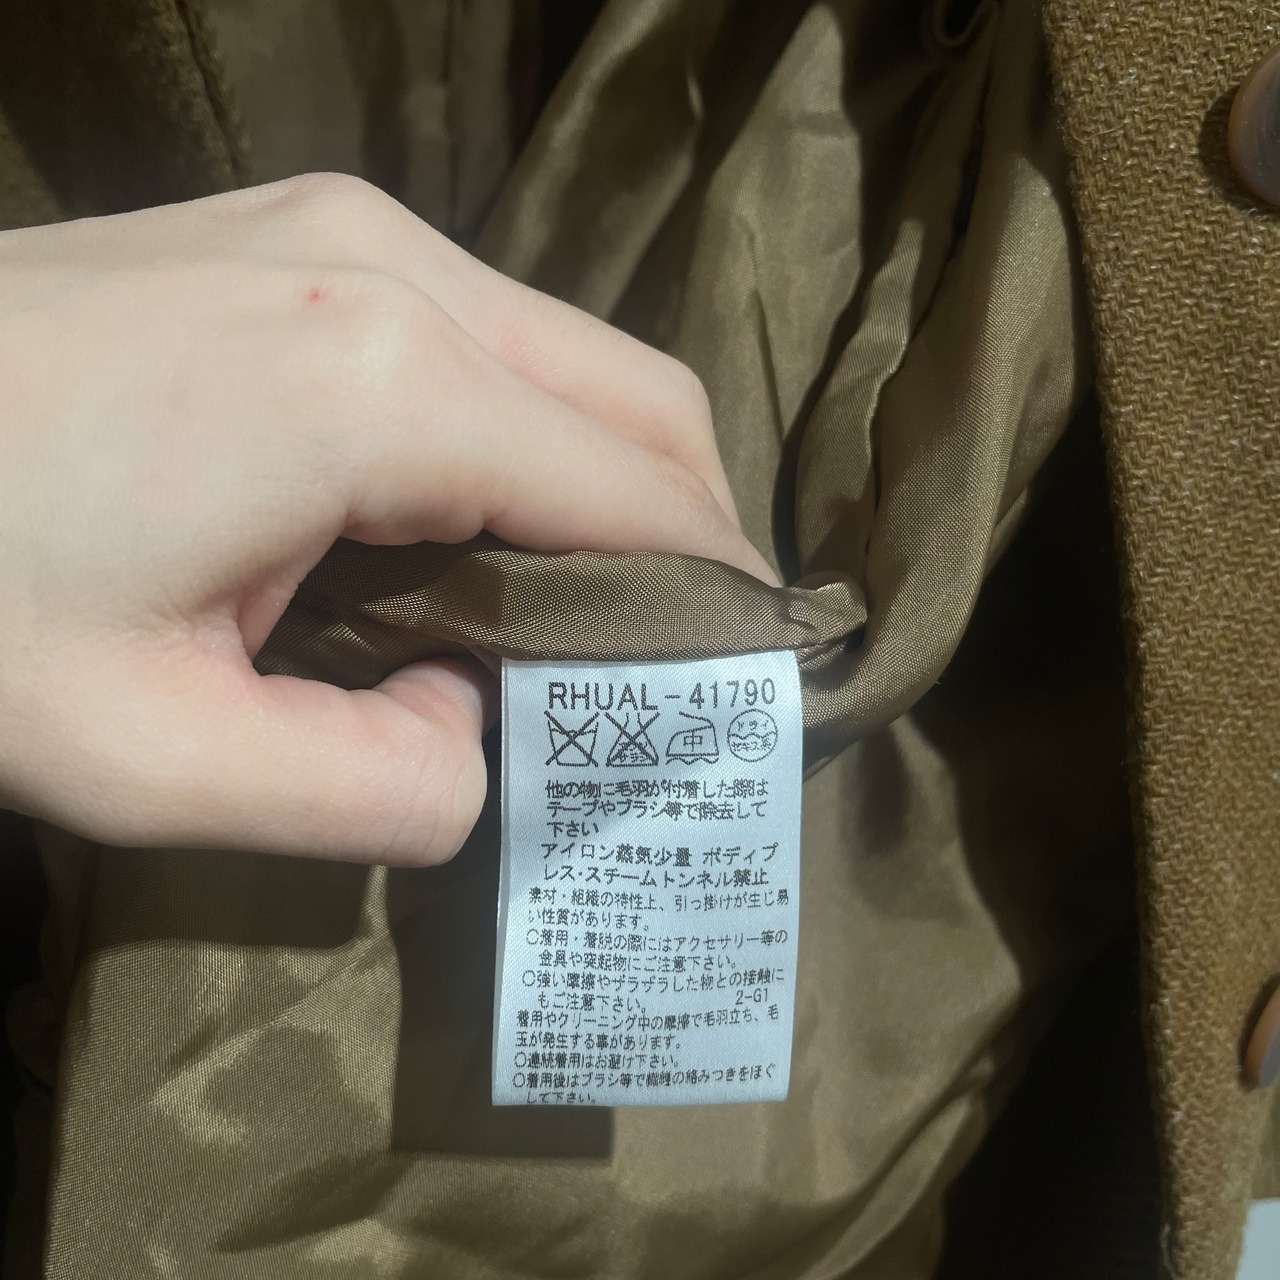 RHUAL-41790
サラシ
中
ドライ
セキユ系
他の物に毛羽が付着した際は
テープやブラシ等で除去して
下さい
アイロン蒸気少量 ボディプ
レス・スチームトンネル禁止
素材・組織の特性上、引っ掛けが生じ易
い性質があります。
○着用・着脱の際にはアクセサリー等の
金具や突起物にご注意下さい。
○強い摩擦やザラザラした物との接触に
もご注意下さい。 2-G1
着用やクリーニング中の摩擦で毛羽立ち、毛
玉が発生する事があります。
○連続着用はお避け下さい。
○着用後はブラシ等で繊維の絡みつきをほぐ
して下さい。